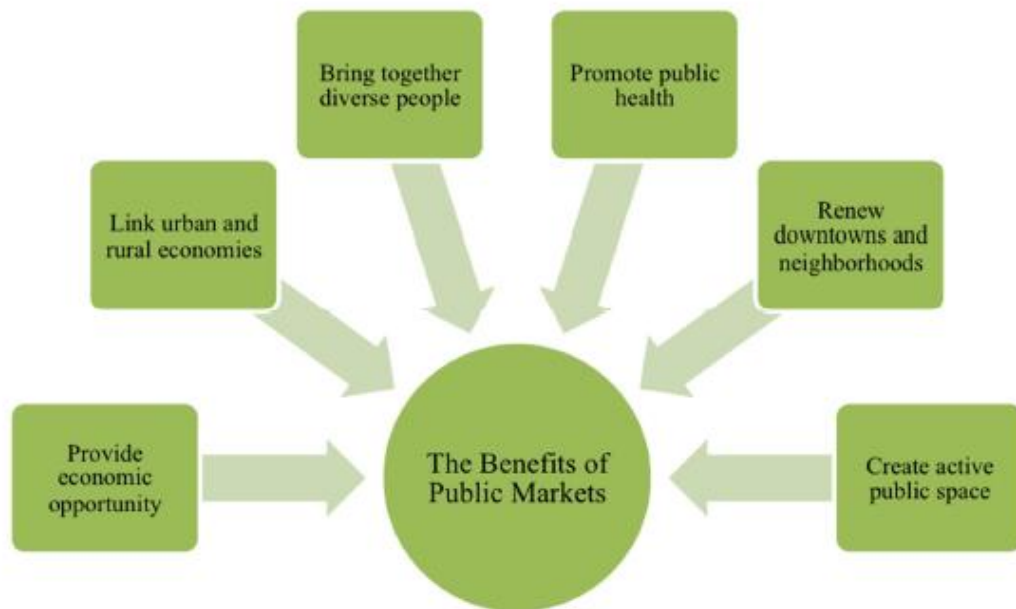 Bring together
diverse people
Promote public
health
Link urban and
rural economies
Renew
downtowns and
neighborhoods
Provide
economic
opportunity
The Benefits of
Public Markets
Create active
public space